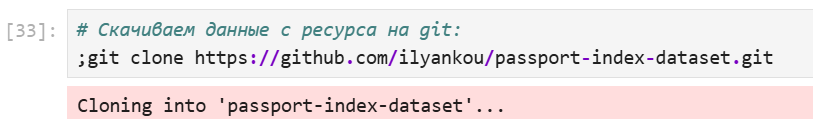 [33]: # Скачиваем данные с ресурса на git:
;git clone https://github.com/ilyankou/passport-index-dataset.git
Cloning into 'passport-index-dataset'...